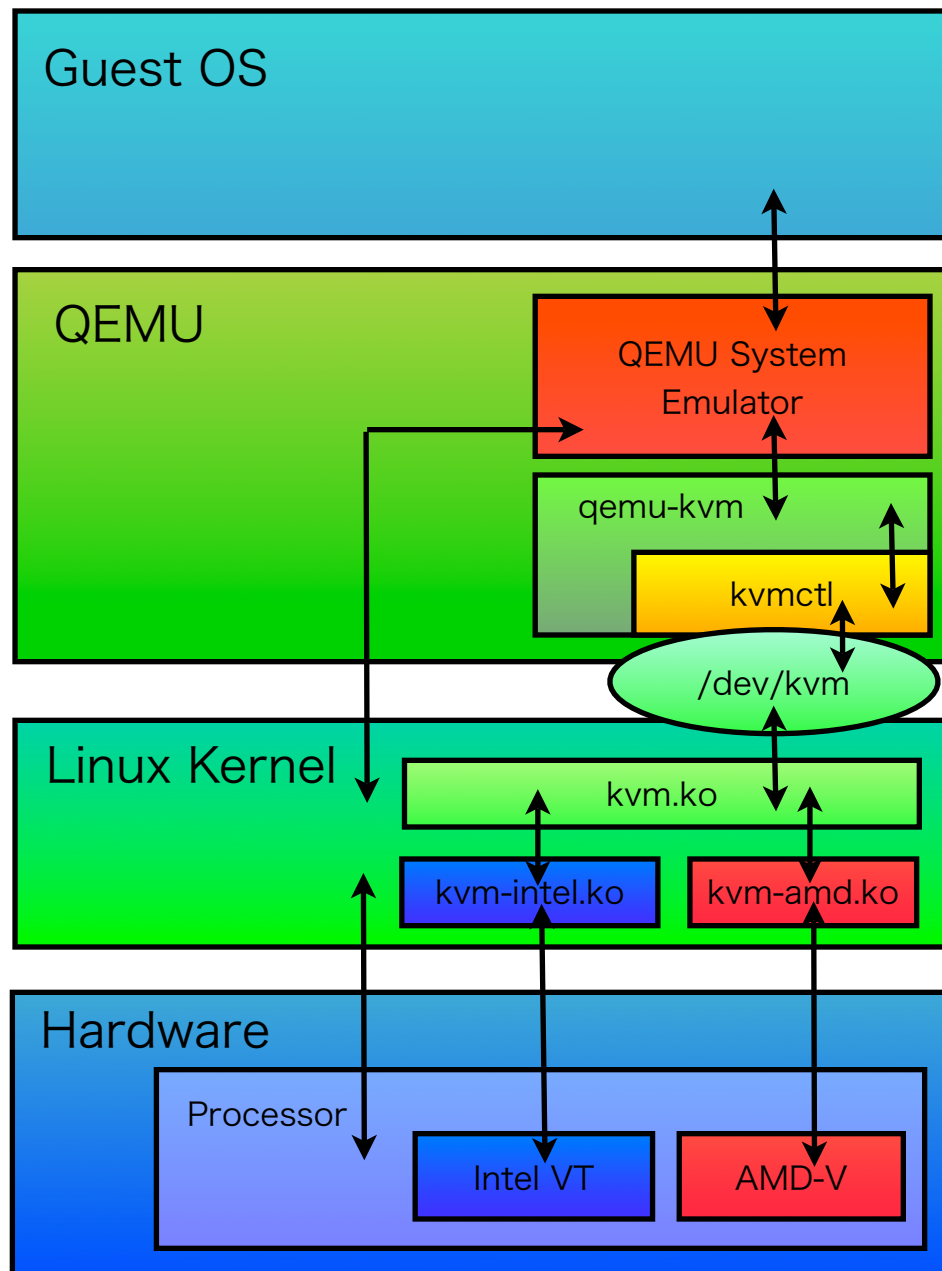 Guest OS
QEMU
QEMU System
Emulator
qemu-kvm
kvmctl
/dev/kvm
Linux Kernel
kvm.ko
kvm-intel.ko
kvm-amd.ko
Hardware
Processor
Intel VT
AMD-V